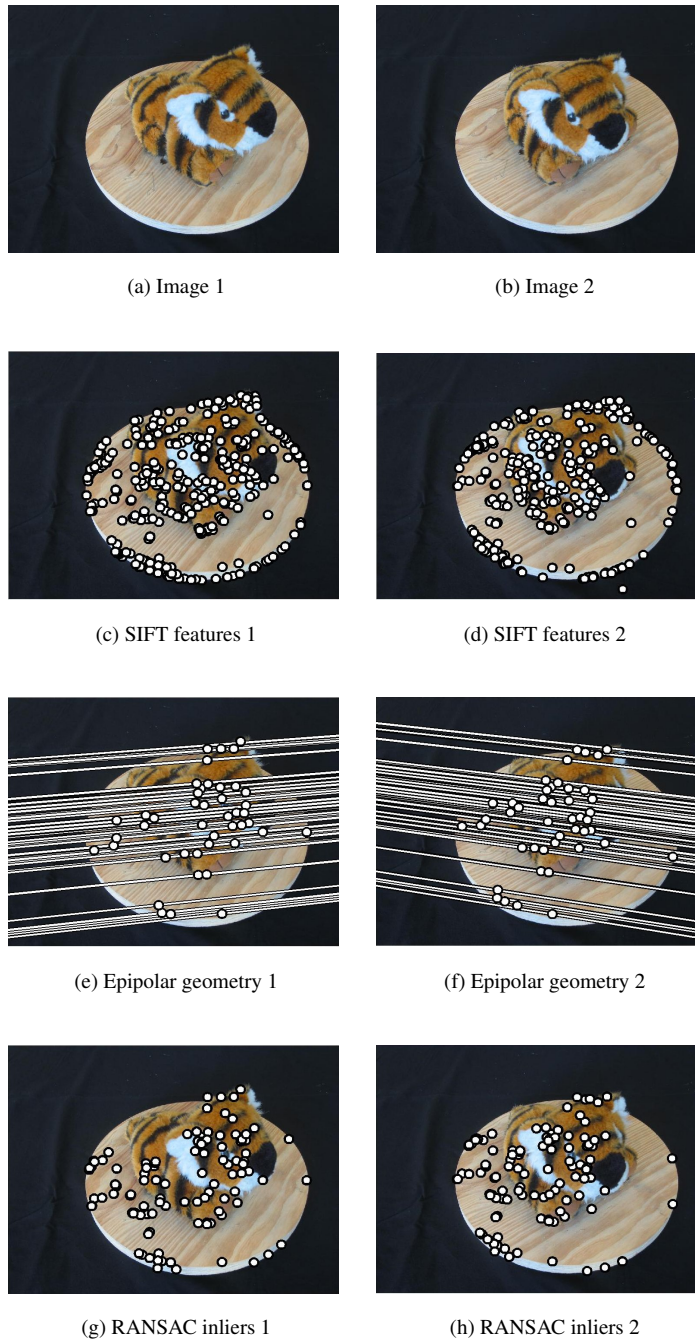 (a) Image 1
(b) Image 2
(c) SIFT features 1
(d) SIFT features 2
(e) Epipolar geometry 1
(f) Epipolar geometry 2
(g) RANSAC inliers 1
(h) RANSAC inliers 2